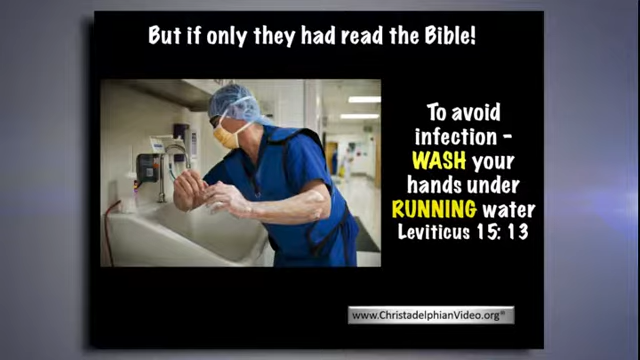 But if only they had read the Bible!
To avoid
infection -
WASH your
hands under
RUNNING water
Leviticus 15: 13
www.ChristadelphianVideo.org®